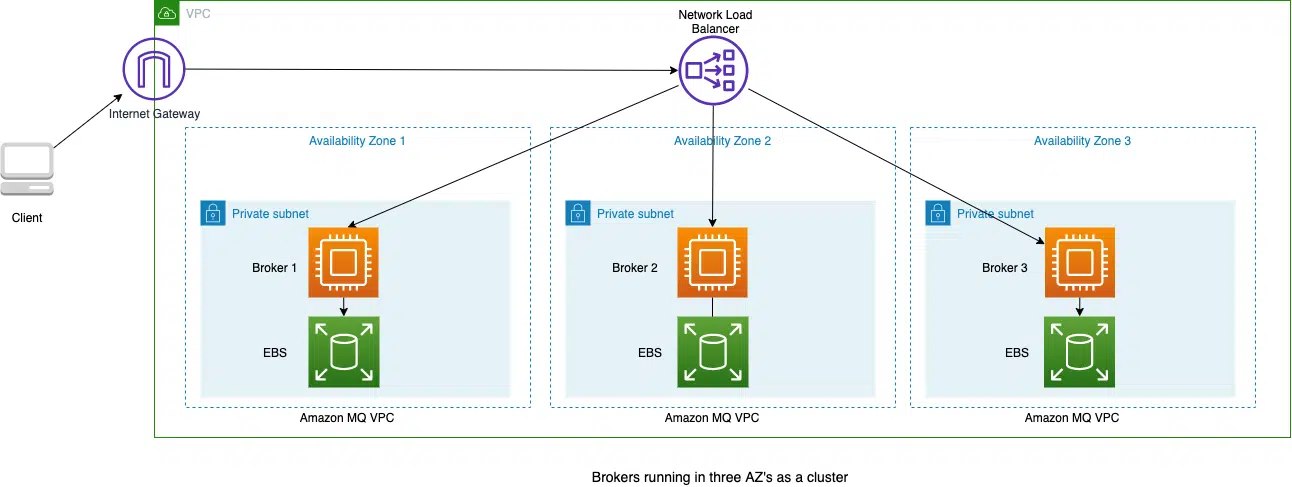 VPC
Network Load
Balancer
Internet Gateway
Client
Availability Zone 1
Availability Zone 2
Availability Zone 3
Private subnet
Private subnet
Private subnet
Broker 1
Broker 2
Broker 3
EBS
EBS
EBS
Amazon MQ VPC
Amazon MQ VPC
Amazon MQ VPC
Brokers running in three AZ's as a cluster